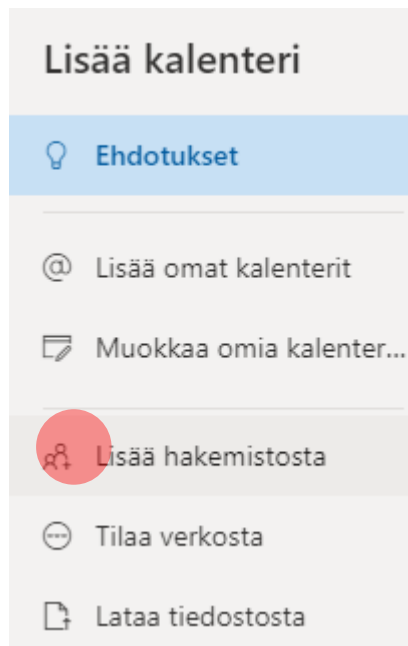 Lisää kalenteri
Ehdotukset
Lisää omat kalenterit
Muokkaa omia kalenter...
Lisää hakemistosta
Tilaa verkosta
Lataa tiedostosta